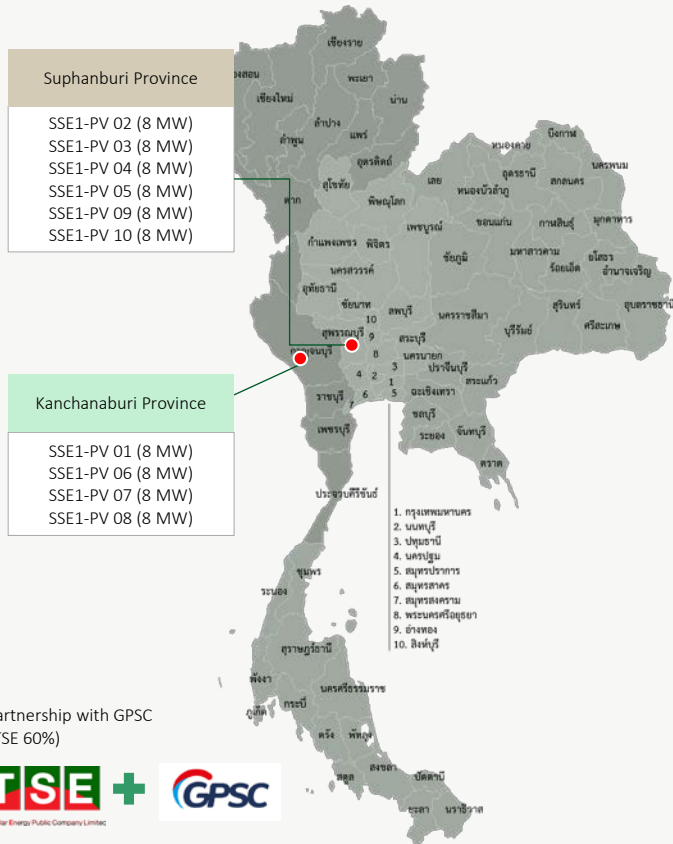 Suphanburi Province
SSE1-PV 02 (8 MW)
SSE1-PV 03 (8 MW)
SSE1-PV 04 (8 MW)
SSE1-PV 05 (8 MW)
SSE1-PV 09 (8 MW)
SSE1-PV 10 (8 MW)
Kanchanaburi Province
SSE1-PV 01 (8 MW)
SSE1-PV 06 (8 MW)
SSE1-PV 07 (8 MW)
SSE1-PV 08 (8 MW)
เชียงราย
องสอน
พะเยา
เชียงใหม่
น่าน
ลำปาง
แพร่
ลำพูน
อุตรดิตถ์
สุโขทัย
ตาก
พิษณุโลก
เลย
หนองคาย
บึงกาฬ
อุดรธานี
นครพนม
สกลนคร
หนองบัวลำภู
กำแพงเพชร
พิจิตร
เพชรบูรณ์
ขอนแก่น
กาฬสินธุ์
มุกดาหาร
ชัยภูมิ
มหาสารคาม
ร้อยเอ็ด
ยโสธร
อำนาจเจริญ
นครสวรรค์
อุทัยธานี
ชัยนาท
ลพบุรี
นครราชสีมา
บุรีรัมย์
สุรินทร์
ศรีสะเกษ
อุบลราชธานี
10
สุพรรณบุรี
9
สระบุรี
8
นครนายก
3
ปราจีนบุรี
สระแก้ว
4
2
1
5
6
7
ฉะเชิงเทรา
ราชบุรี
ชลบุรี
ระยอง
จันทบุรี
ตราด
เพชรบุรี
ประจวบคีรีขันธ์
1. กรุงเทพมหานคร
2. นนทบุรี
3. ปทุมธานี
4. นครปฐม
5. สมุทรปราการ
6. สมุทรสาคร
7. สมุทรสงคราม
8. พระนครศรีอยุธยา
9. อ่างทอง
10. สิงห์บุรี
ชุมพร
ระนอง
สุราษฎร์ธานี
พังงา
นครศรีธรรมราช
กระบี่
ภูเก็ต
ตรัง
พัทลุง
สงขลา
สตูล
ปัตตานี
ยะลา
นราธิวาส
artnership with GPSC
TSE 60%)
TSE
lar Energy Public Company Limited
GPSC